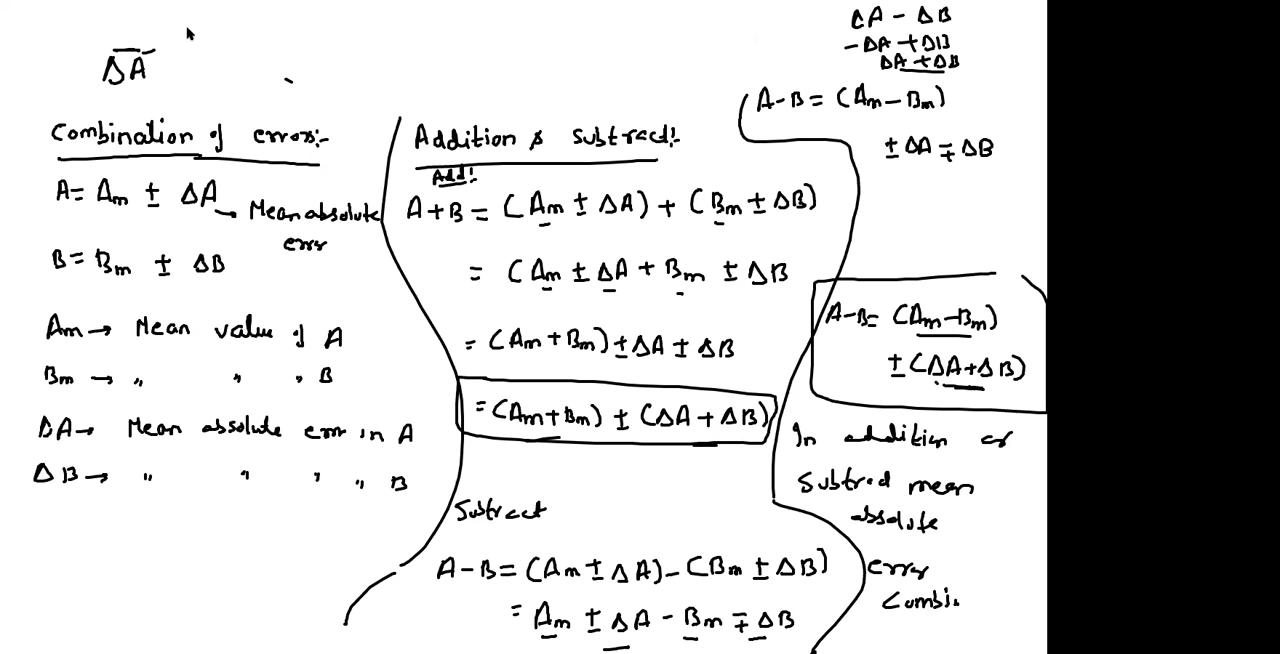 ΔA̅
Combination of errors:-
A = Am ± ΔA → Mean absolute
error
B = Bm ± ΔB
Am → Mean value of A
Bm → " " " B
ΔA → Mean absolute error in A
ΔB → " " " " B
Addition & subtract:-
Add:
A+B = (Am ± ΔA) + (Bm ± ΔB)
= (Am ± ΔA + Bm ± ΔB
= (Am + Bm) ± ΔA ± ΔB
= (Am + Bm) ± (ΔA + ΔB)
Subtract
A-B = (Am ± ΔA) - (Bm ± ΔB)
= Am ± ΔA - Bm ∓ ΔB
ΔA - ΔB
-ΔA + ΔB
ΔA + ΔB
A-B = (Am - Bm)
± ΔA ∓ ΔB
A-B = (Am - Bm)
± (ΔA + ΔB)
In addition or
Subtract mean
absolute
error
Combi.